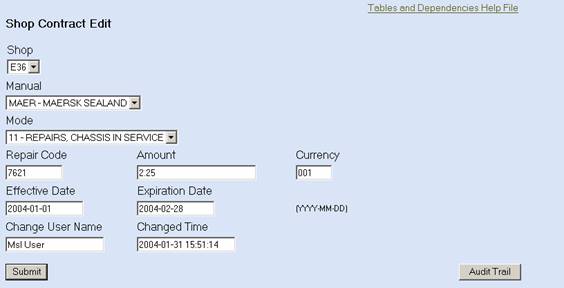 Tables and Dependencies Help File
Shop Contract Edit
Shop
E36
Manual
MAER - MAERSK SEALAND
Mode
11 - REPAIRS, CHASSIS IN SERVICE
Repair Code Amount Currency
7621 2.25 001
Effective Date Expiration Date
2004-01-01 2004-02-28 (YYYY-MM-DD)
Change User Name Changed Time
Msl User 2004-01-31 15:51:14
Submit Audit Trail